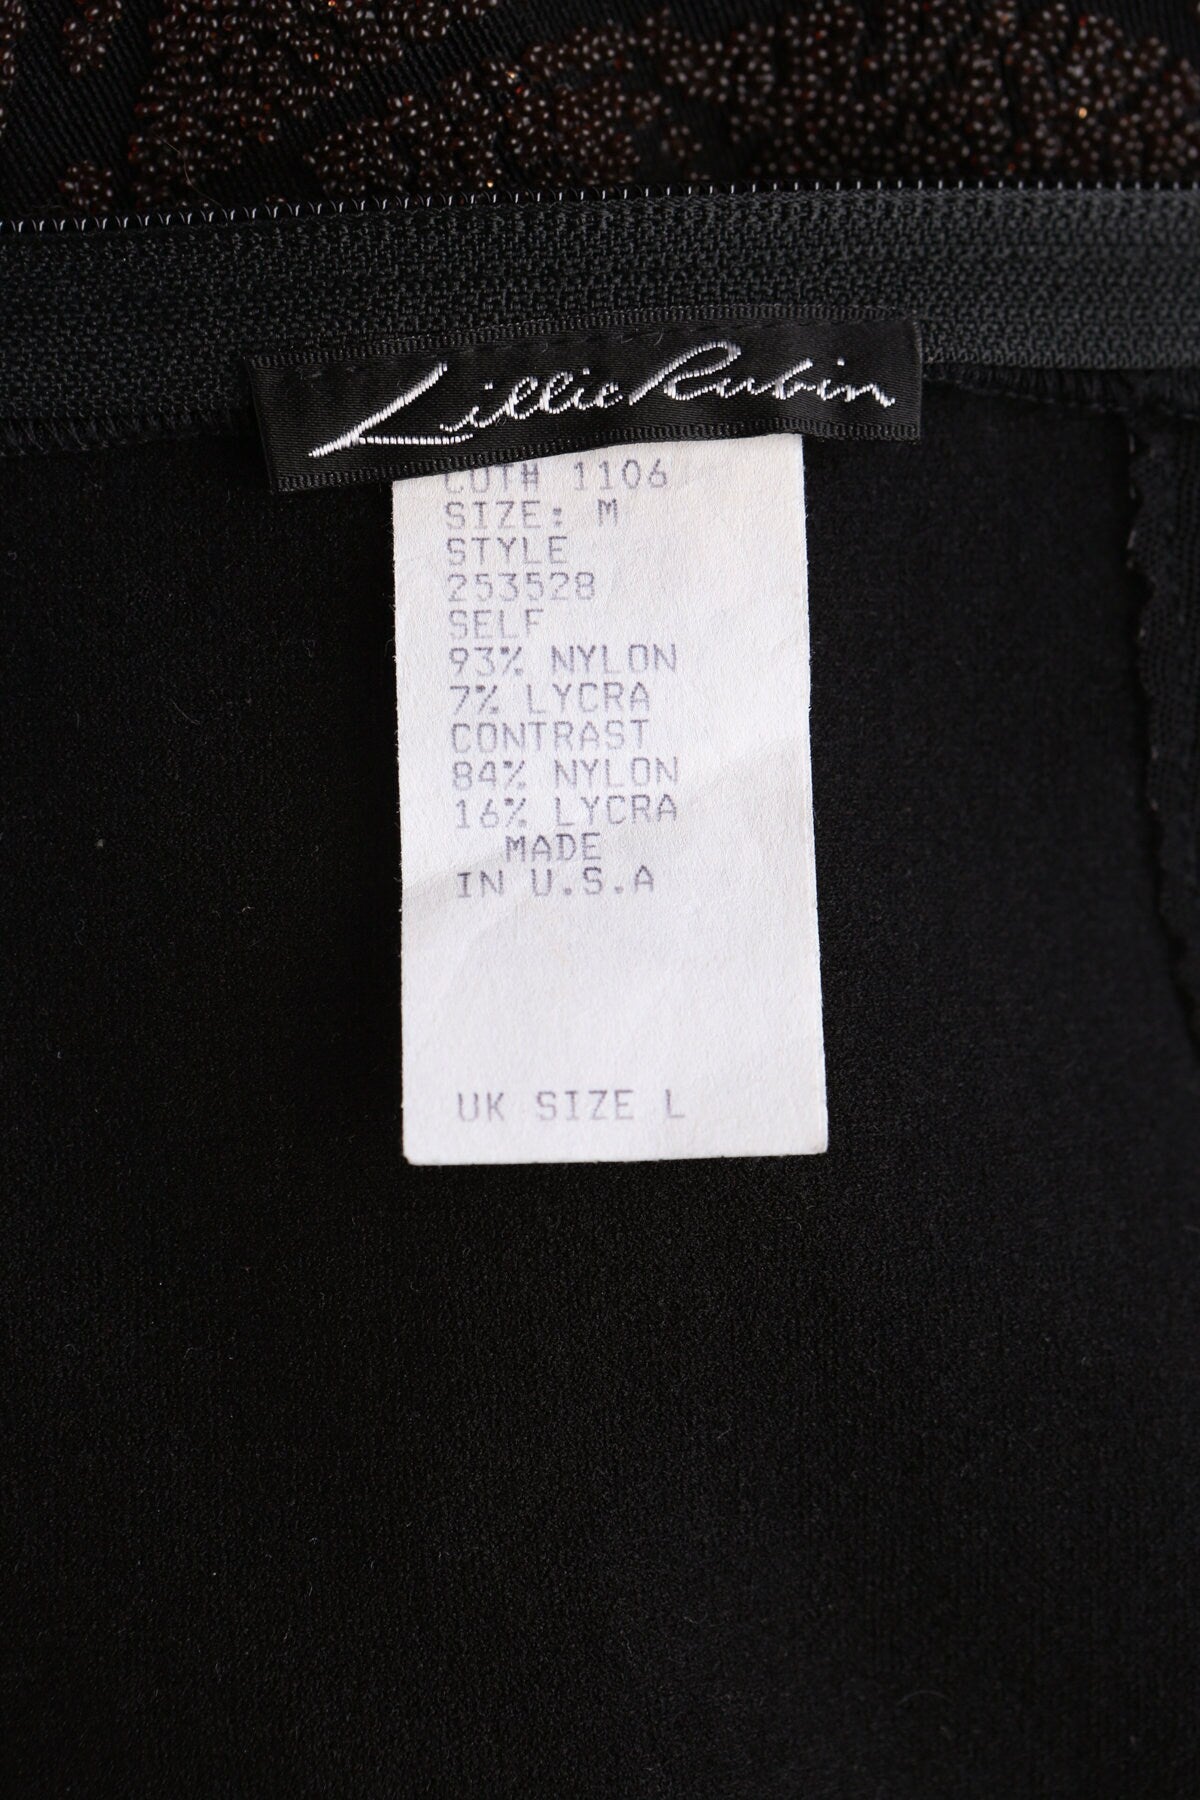 Lillie Rubin
CUT# 1106
SIZE: M
STYLE
253528
SELF
93% NYLON
7% LYCRA
CONTRAST
84% NYLON
16% LYCRA
MADE
IN U.S.A
UK SIZE L